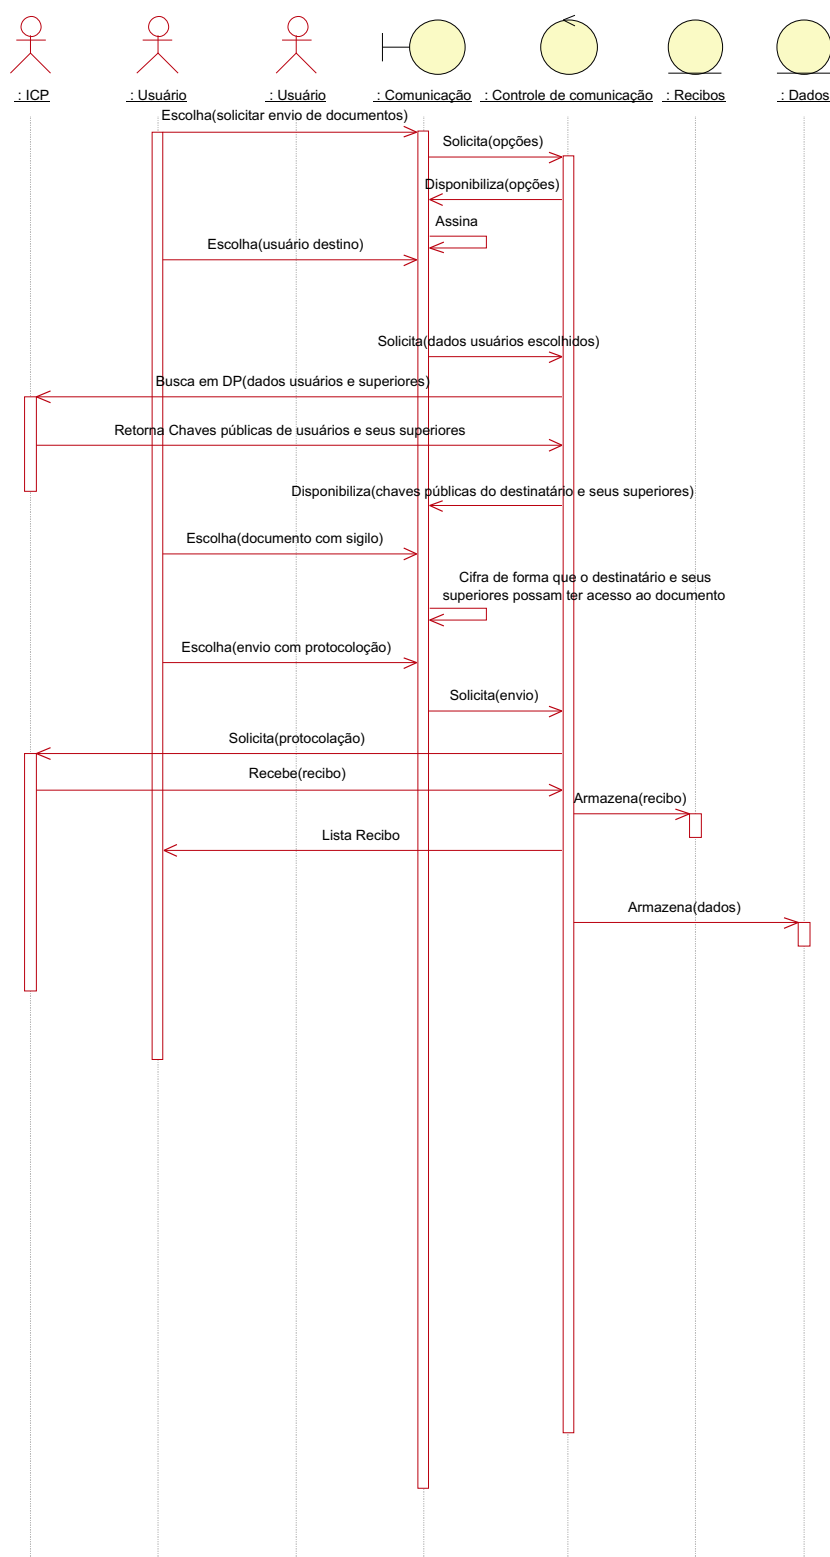 : ICP
: Usuário
: Usuário
: Comunicação
: Controle de comunicação
: Recibos
: Dados
Escolha(solicitar envio de documentos)
Solicita(opções)
Disponibiliza(opções)
Assina
Escolha(usuário destino)
Solicita(dados usuários escolhidos)
Busca em DP(dados usuários e superiores)
Retorna Chaves públicas de usuários e seus superiores
Disponibiliza(chaves públicas do destinatário e seus superiores)
Escolha(documento com sigilo)
Cifra de forma que o destinatário e seus
superiores possam ter acesso ao documento
Escolha(envio com protocoloção)
Solicita(envio)
Solicita(protocolação)
Recebe(recibo)
Armazena(recibo)
Lista Recibo
Armazena(dados)